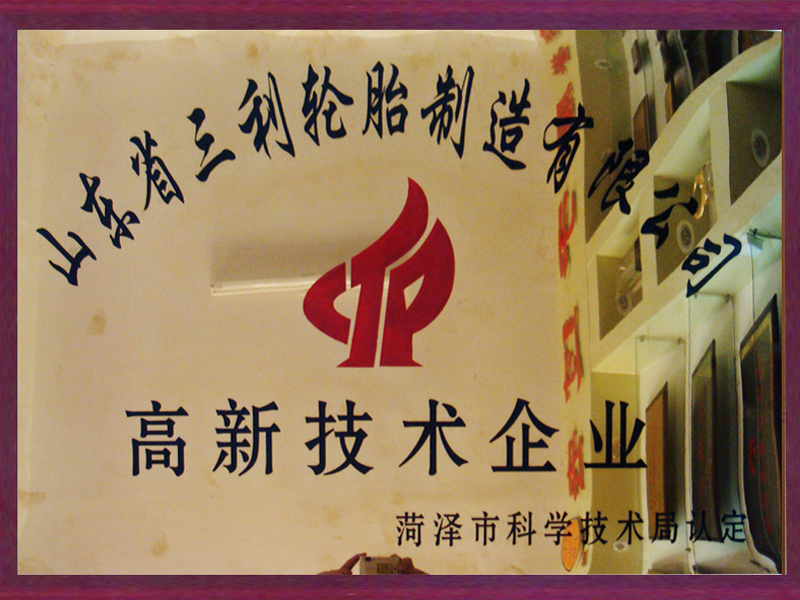 山东省三利轮胎制造有限公司
高新技术企业
菏泽市科学技术局认定